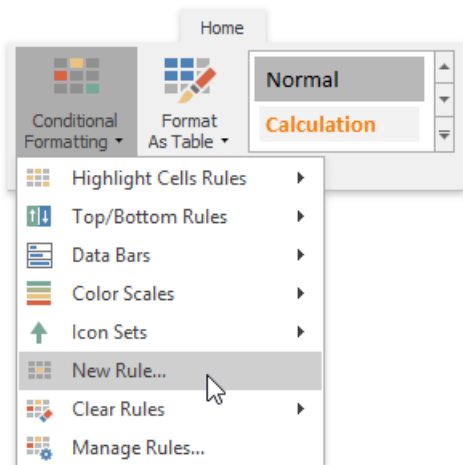 Home
Conditional
Formatting
Format
As Table
Normal
Calculation
Highlight Cells Rules
Top/Bottom Rules
Data Bars
Color Scales
Icon Sets
New Rule...
Clear Rules
Manage Rules...